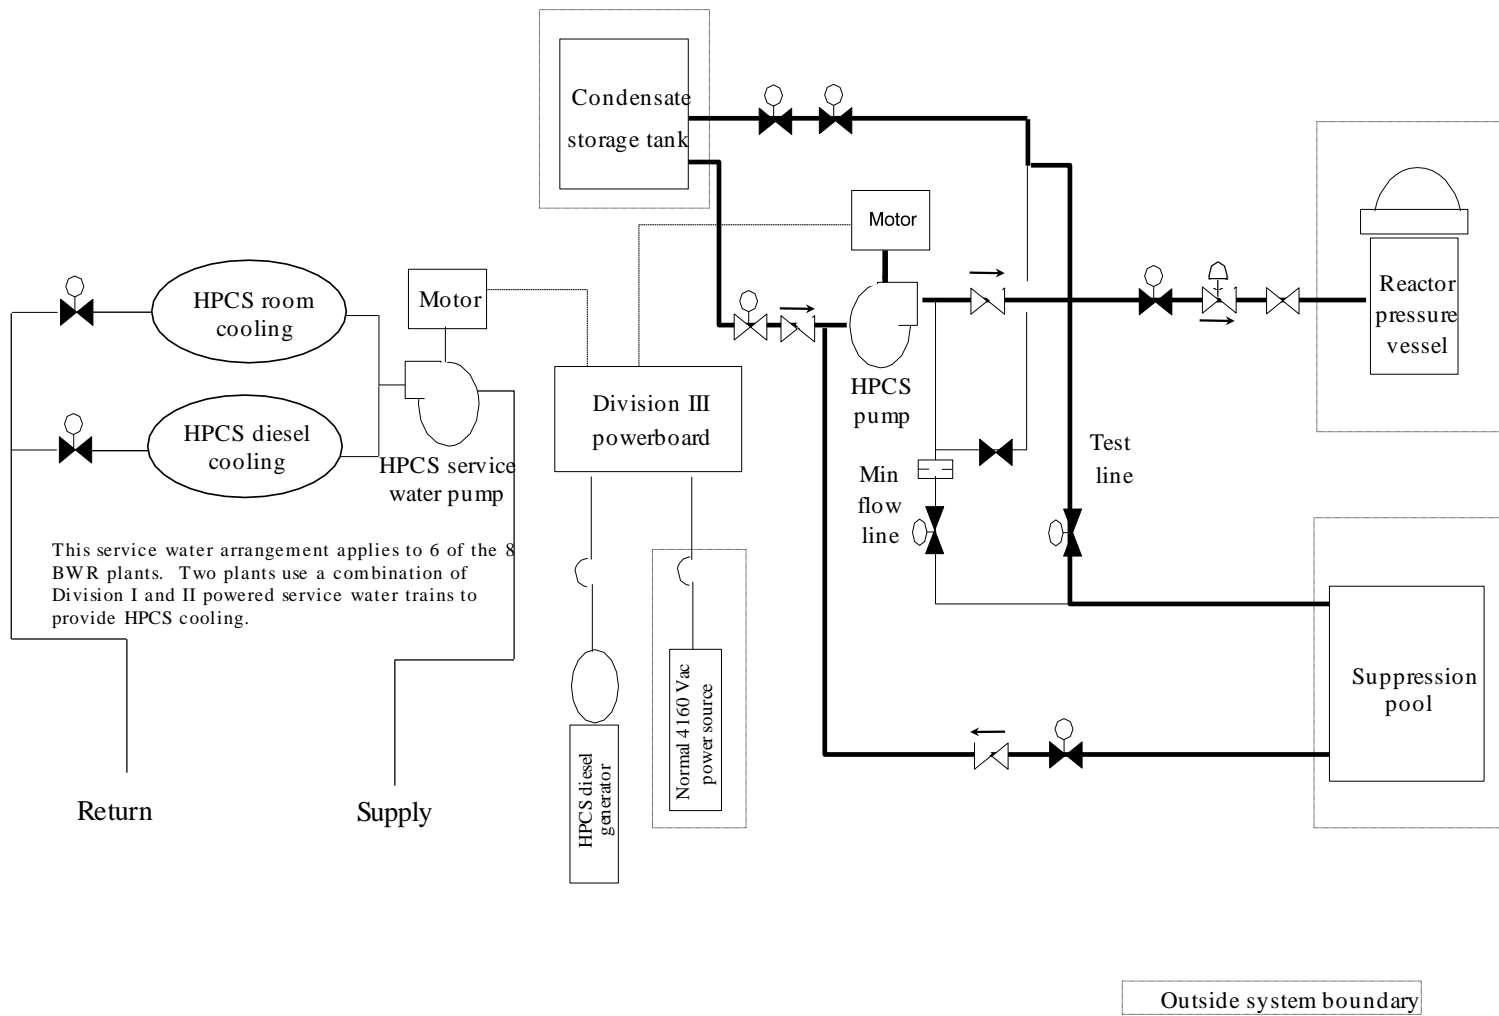 Condensate
storage tank
Motor
Reactor
pressure
vessel
HPCS room
cooling
Motor
HPCS
pump
Division III
powerboard
HPCS diesel
cooling
HPCS service
water pump
Test
line
Min
flow
line
This service water arrangement applies to 6 of the 8
BWR plants. Two plants use a combination of
Division I and II powered service water trains to
provide HPCS cooling.
Suppression
pool
Normal 4160 Vac
power source
HPCS diesel
generator
Return
Supply
Outside system boundary